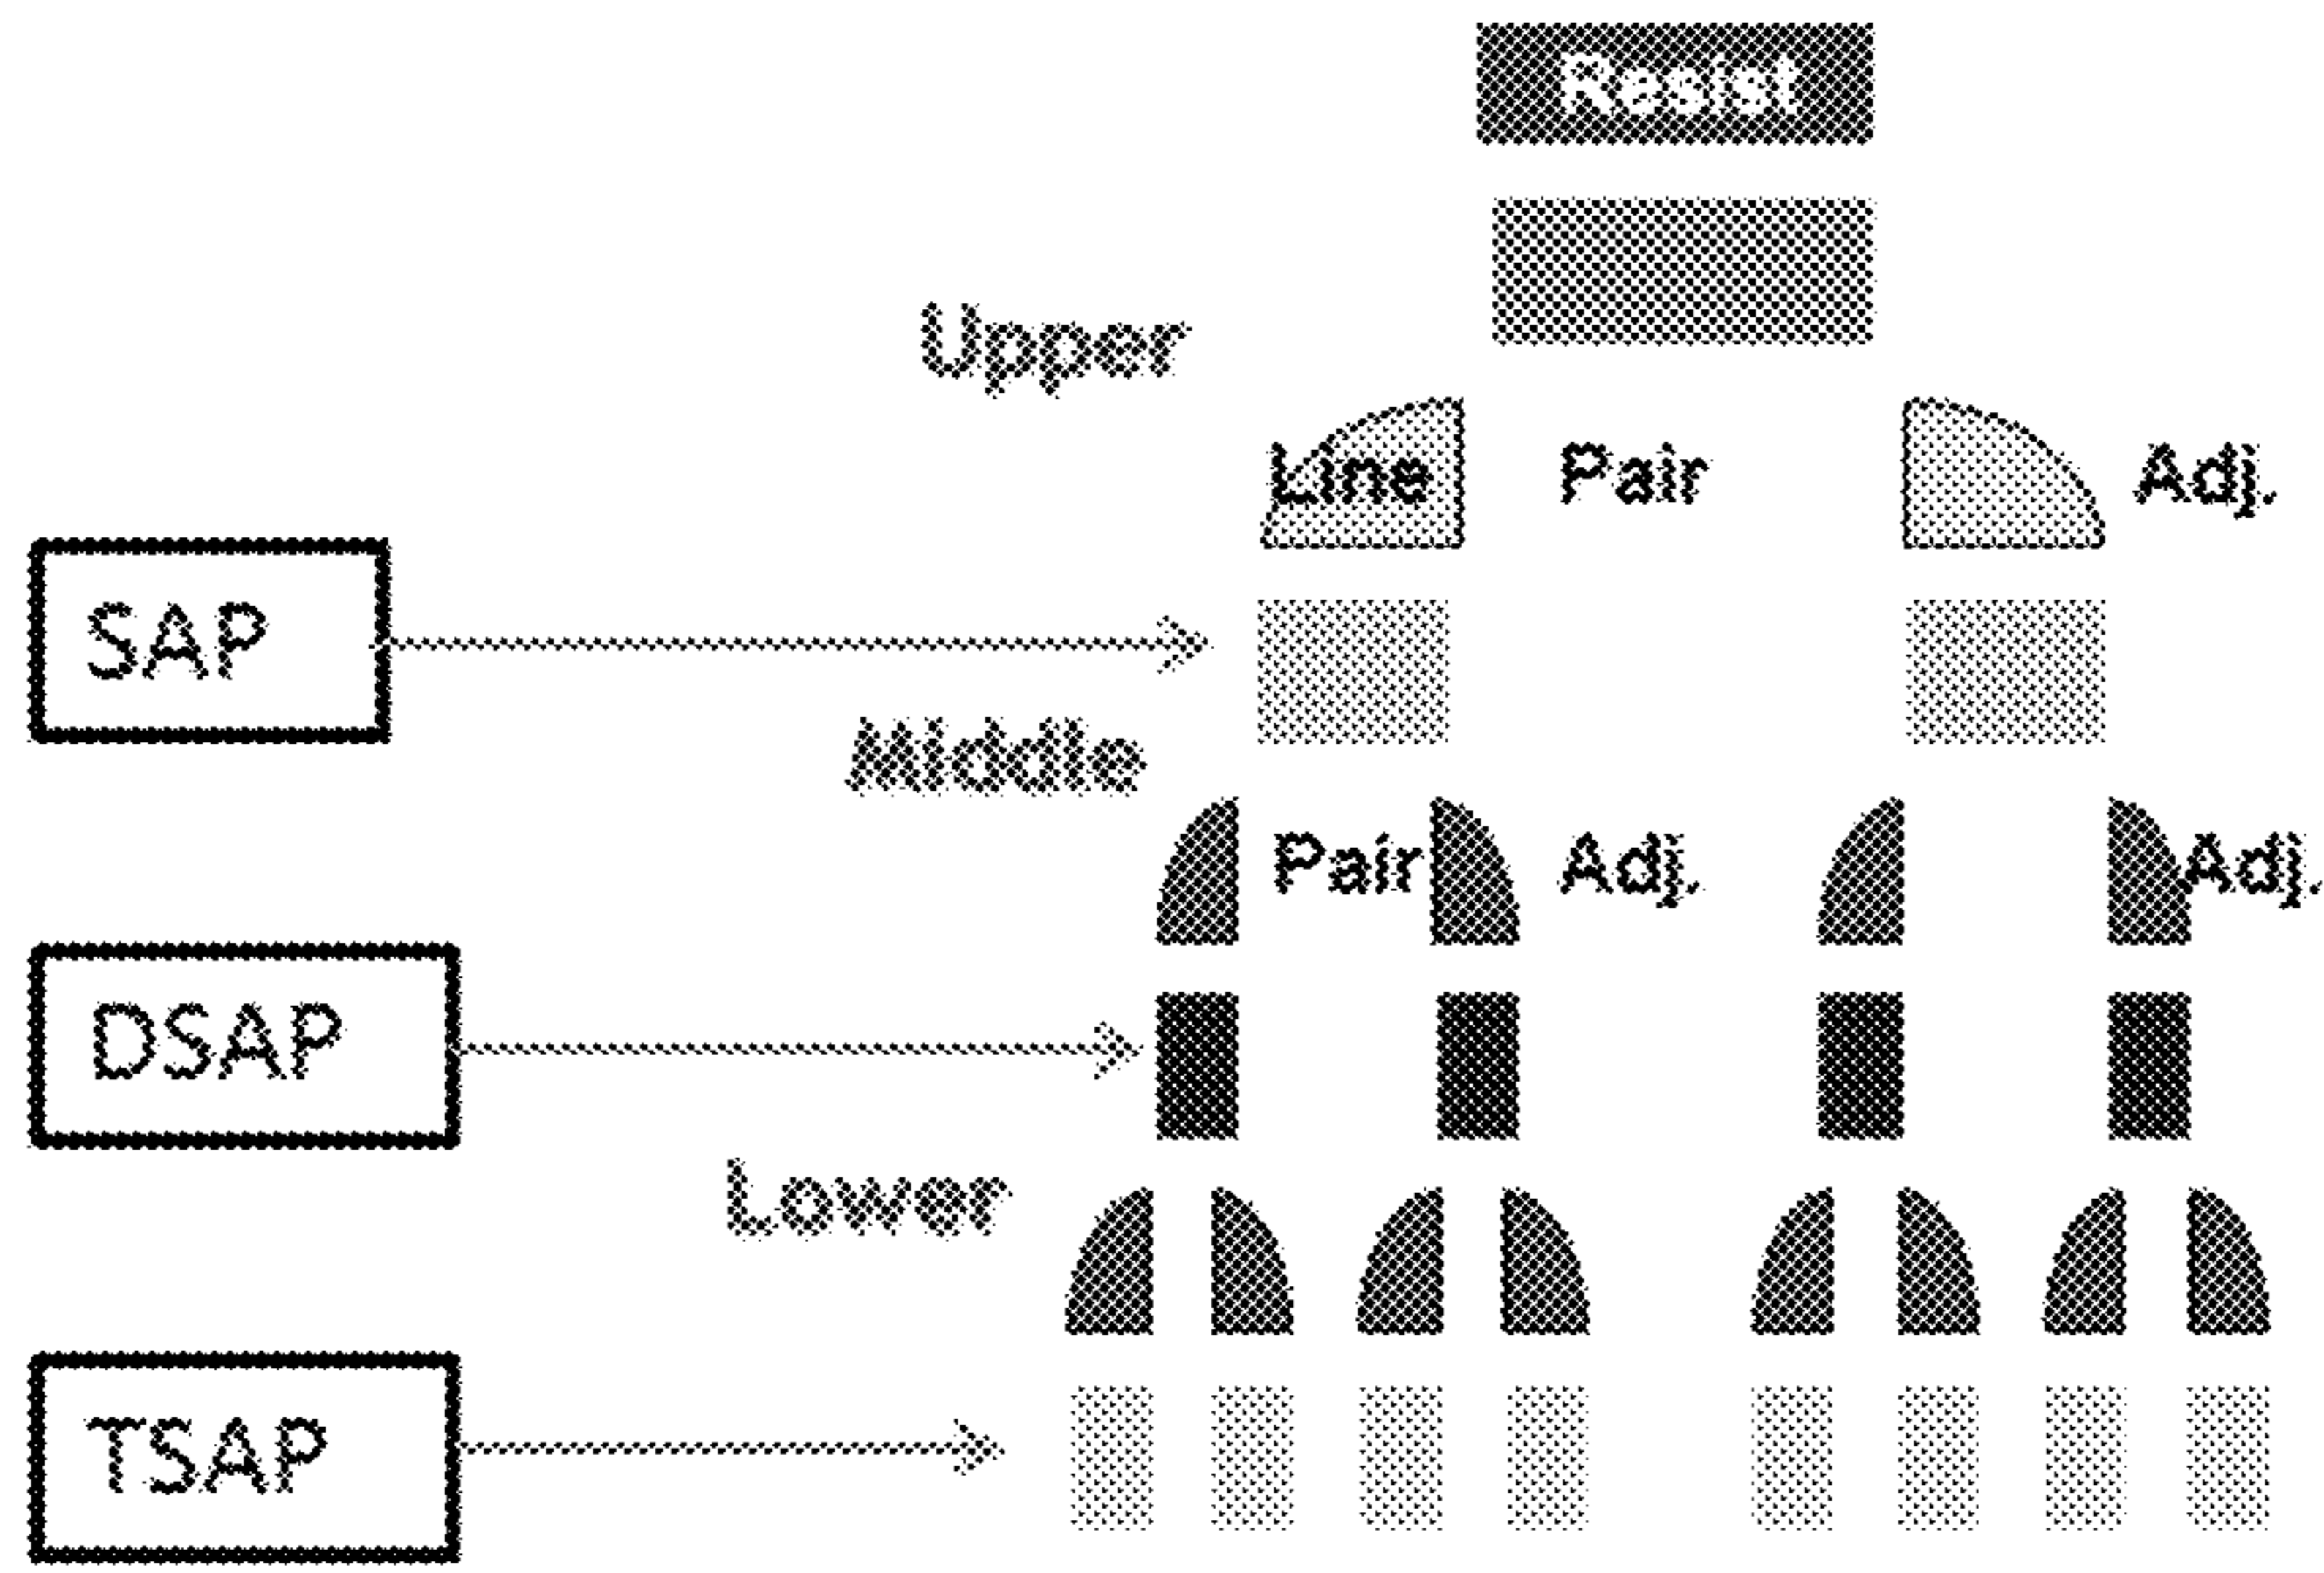 Resist
Upper
Line Pair Adj.
SAP
Middle
Pair Adj. Adj.
DSAP
Lower
TSAP